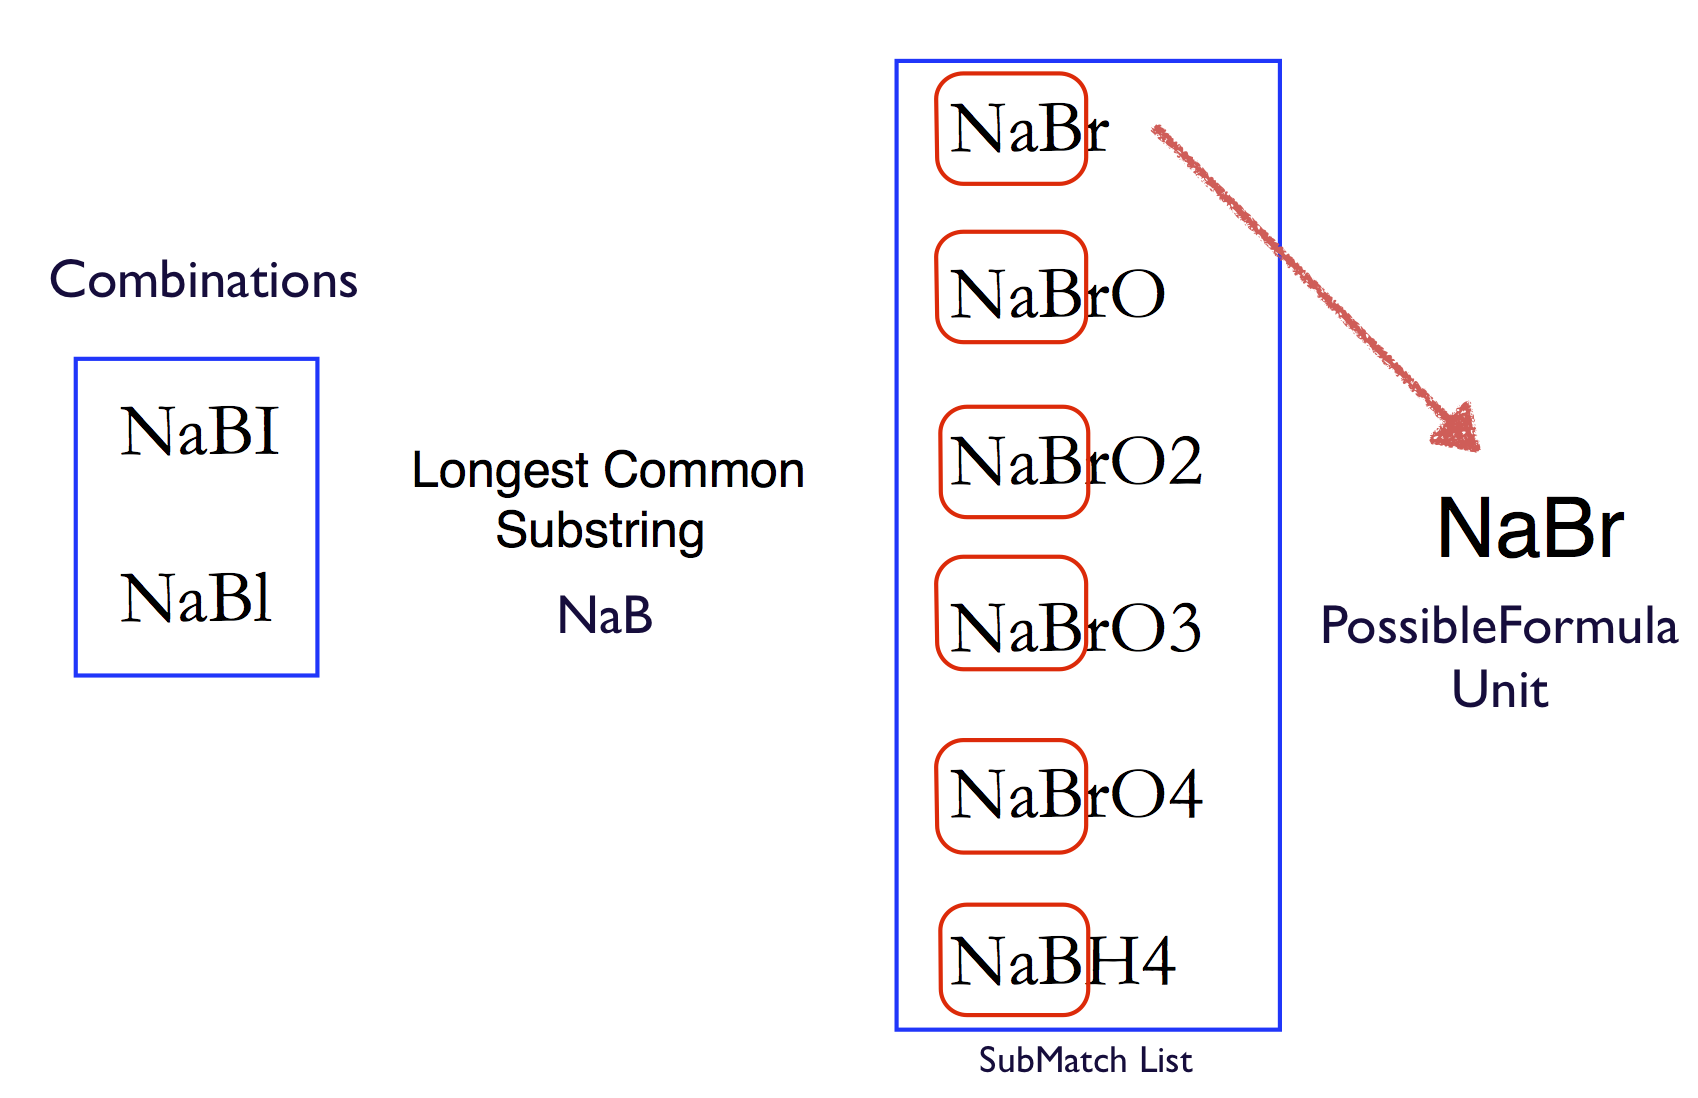 Combinations
NaBI
NaBl
Longest Common
Substring
NaB
NaBr
NaBrO
NaBrO2
NaBrO3
NaBrO4
NaBH4
SubMatch List
NaBr
PossibleFormula
Unit